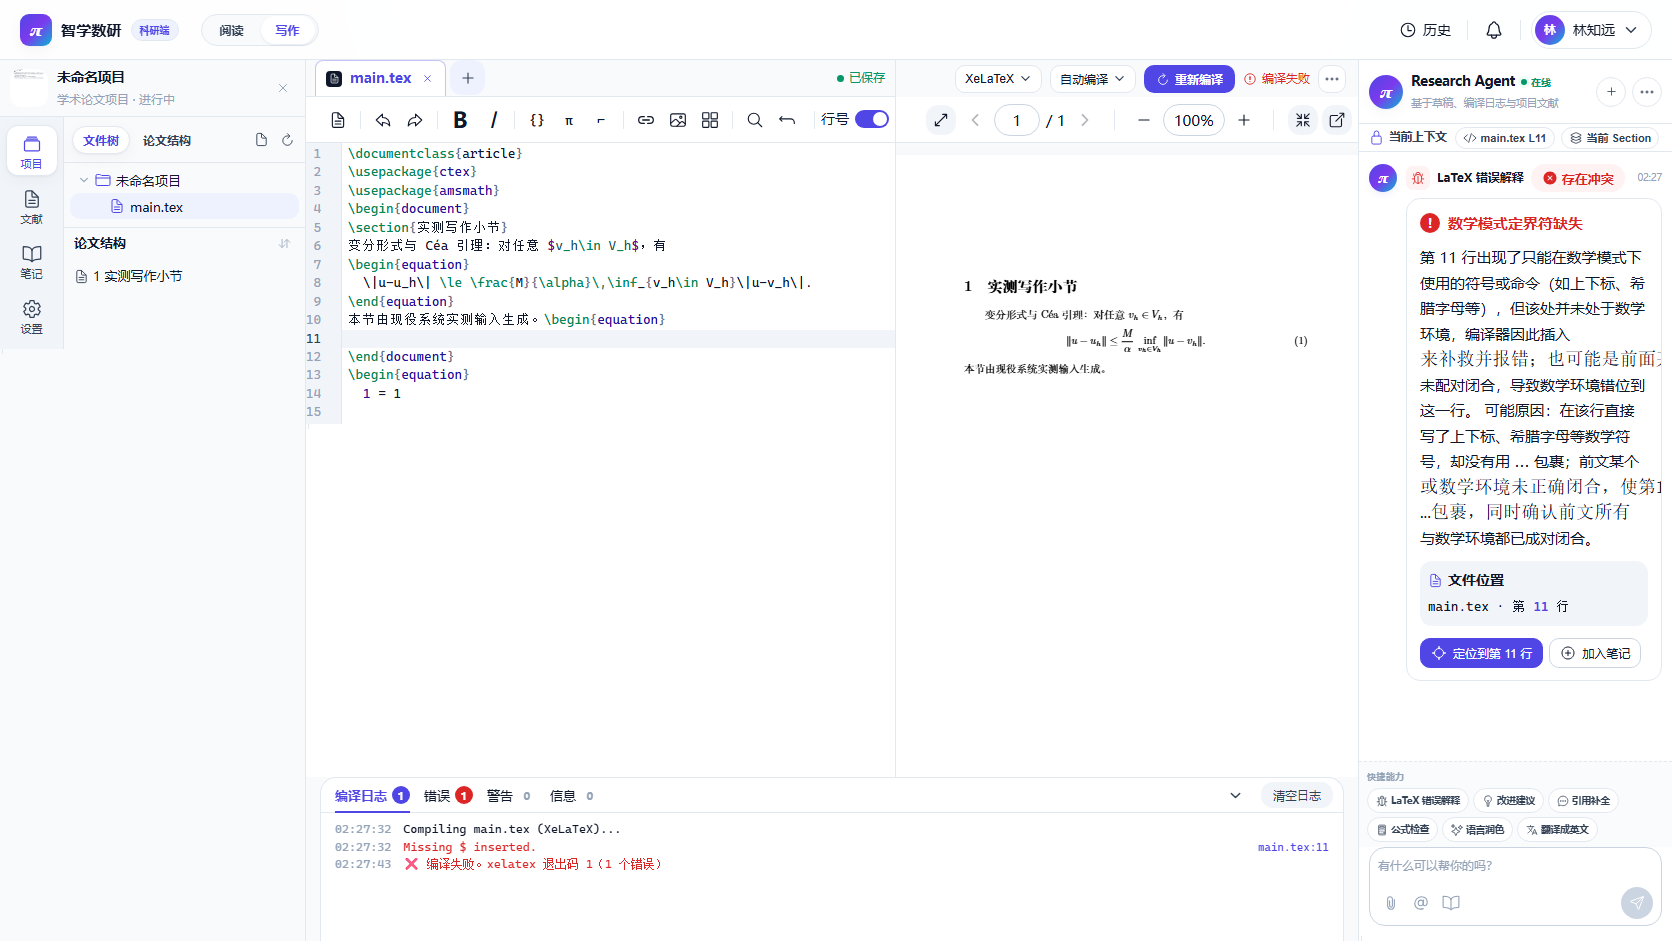 智学数研 科研端 阅读 写作 历史 林 林知远
未命名项目
学术论文项目 · 进行中
main.tex × +
已保存
XeLaTeX 自动编译 重新编译 编译失败
Research Agent 在线
基于草稿、编译日志与项目文献
项目
文献
笔记
设置
文件树 论文结构
未命名项目
main.tex
论文结构
1 实测写作小节
B I {} π 行号
1 / 1 100%
1 \documentclass{article}
2 \usepackage{ctex}
3 \usepackage{amsmath}
4 \begin{document}
5 \section{实测写作小节}
6 变分形式与 Céa 引理：对任意 $v_h\in V_h$，有
7 \begin{equation}
8 \|u-u_h\| \le \frac{M}{\alpha}\,\inf_{v_h\in V_h}\|u-v_h\|.
9 \end{equation}
10 本节由现役系统实测输入生成。\begin{equation}
11
12 \end{document}
13 \begin{equation}
14 1 = 1
15
1 实测写作小节
变分形式与 Céa 引理：对任意 v_h ∈ V_h，有
‖u − u_h‖ ≤ M/α inf_{v_h∈V_h} ‖u − v_h‖. (1)
本节由现役系统实测输入生成。
当前上下文 main.tex L11 当前 Section
LaTeX 错误解释 存在冲突 02:27
数学模式定界符缺失
第 11 行出现了只能在数学模式下
使用的符号或命令（如上下标、希
腊字母等），但该处并未处于数学
环境，编译器因此插入
来补救并报错；也可能是前面
未配对闭合，导致数学环境错位到
这一行。 可能原因：在该行直接
写了上下标、希腊字母等数学符
号，却没有用 ... 包裹；前文某个
或数学环境未正确闭合，使第1
...包裹，同时确认前文所有
与数学环境都已成对闭合。
文件位置
main.tex · 第 11 行
定位到第 11 行 加入笔记
编译日志 1 错误 1 警告 0 信息 0 清空日志
02:27:32 Compiling main.tex (XeLaTeX)...
02:27:32 Missing $ inserted. main.tex:11
02:27:43 ❌ 编译失败。xelatex 退出码 1（1 个错误）
快捷能力
LaTeX 错误解释 改进建议 引用补全
公式检查 语言润色 翻译成英文
有什么可以帮你的吗?